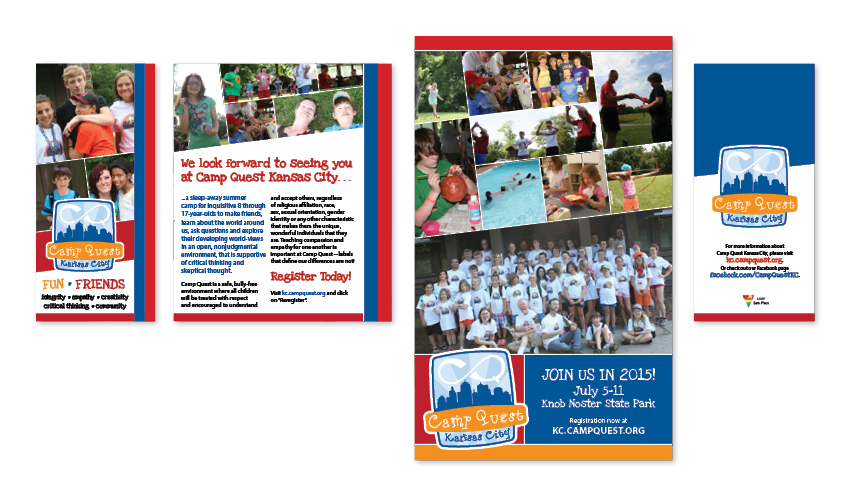 Camp Quest
Kansas City
FUN • FRIENDS
integrity • empathy • creativity
critical thinking • community
We look forward to seeing you
at Camp Quest Kansas City...
...a sleep-away summer
camp for inquisitive 8 through
17-year-olds to make friends,
learn about the world around
us, ask questions and explore
their developing world-views
in an open, nonjudgmental
environment, that is supportive
of critical thinking and
skeptical thought.
Camp Quest is a safe, bully-free
environment where all children
will be treated with respect
and encouraged to understand
and except others, regardless
of religious affiliation, race,
sex, sexual orientation, gender
identity or any other characteristic
that makes them the unique,
wonderful individuals that they
are. Teaching compassion and
empathy for one another is
important at Camp Quest—labels
that define our differences are not!
Register Today!
Visit kc.campquest.org and click
on "Reregister".
Camp Quest
Kansas City
JOIN US IN 2015!
July 5-11
Knob Noster State Park
Registration now at
KC.CAMPQUEST.ORG
Camp Quest
Kansas City
For more information about
Camp Quest Kansas City, please visit
kc.campquest.org.
Or check out our Facebook page
facebook.com/CampQuestKC.
LGBT
Safe Place